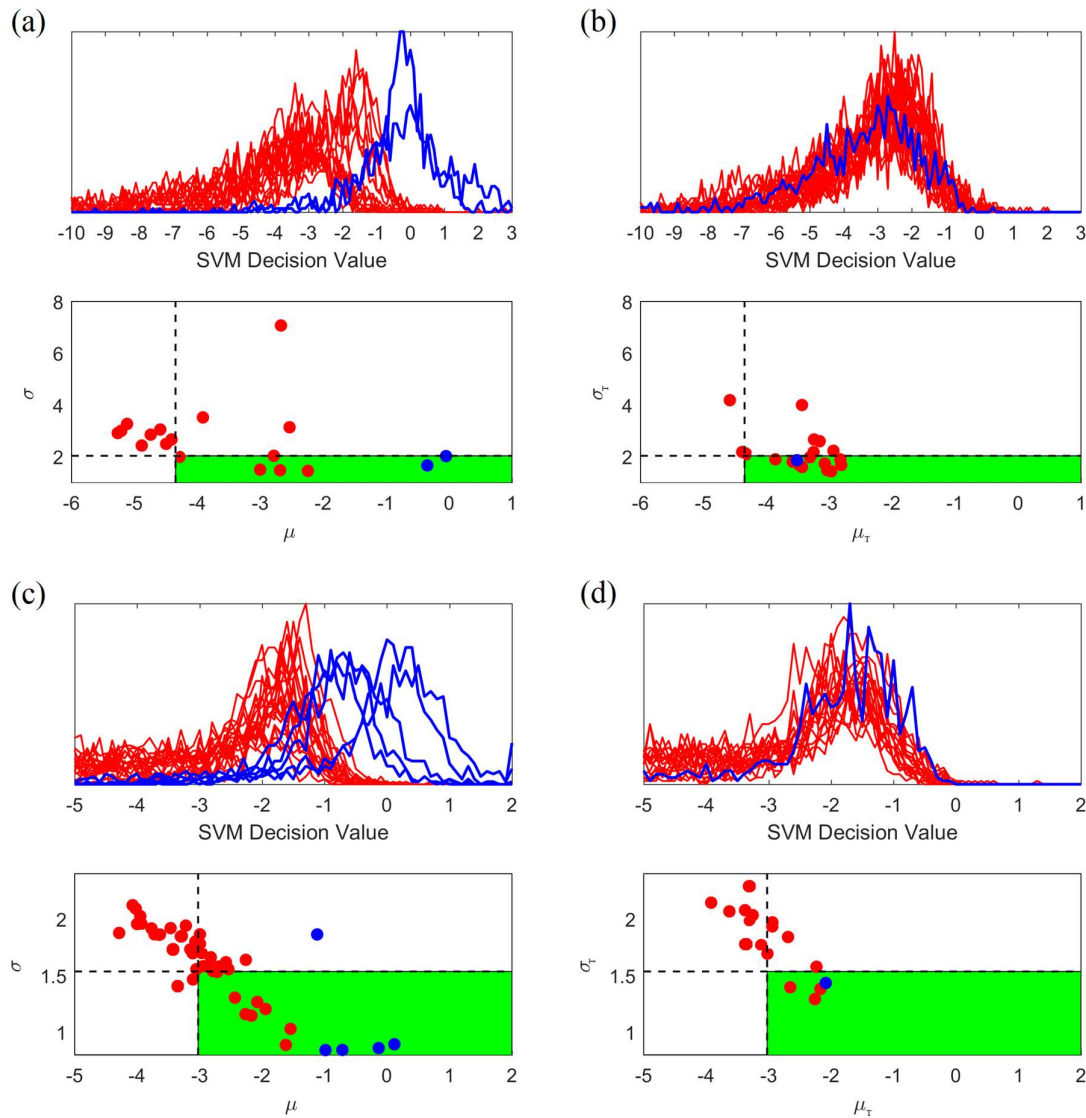 (a)
-10 -9 -8 -7 -6 -5 -4 -3 -2 -1 0 1 2 3
SVM Decision Value
(b)
-10 -9 -8 -7 -6 -5 -4 -3 -2 -1 0 1 2 3
SVM Decision Value
8
6
4
2
σ
-6 -5 -4 -3 -2 -1 0 1
μ
8
6
4
2
σT
-6 -5 -4 -3 -2 -1 0 1
μT
(c)
-5 -4 -3 -2 -1 0 1 2
SVM Decision Value
(d)
-5 -4 -3 -2 -1 0 1 2
SVM Decision Value
2
1.5
1
σ
-5 -4 -3 -2 -1 0 1 2
μ
2
1.5
1
σT
-5 -4 -3 -2 -1 0 1 2
μT